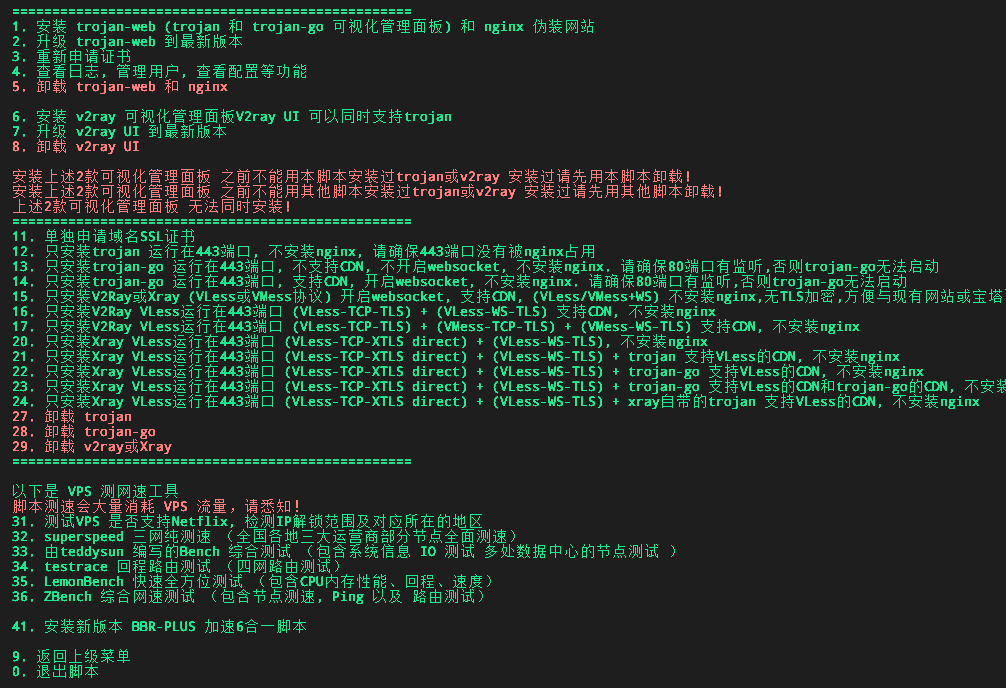 ==================================================
1. 安装 trojan-web (trojan 和 trojan-go 可视化管理面板) 和 nginx 伪装网站
2. 升级 trojan-web 到最新版本
3. 重新申请证书
4. 查看日志, 管理用户, 查看配置等功能
5. 卸载 trojan-web 和 nginx
6. 安装 v2ray 可视化管理面板V2ray UI 可以同时支持trojan
7. 升级 v2ray UI 到最新版本
8. 卸载 v2ray UI
安装上述2款可视化管理面板 之前不能用本脚本安装过trojan或v2ray 安装过请先用本脚本卸载!
安装上述2款可视化管理面板 之前不能用其他脚本安装过trojan或v2ray 安装过请先用其他脚本卸载!
上述2款可视化管理面板 无法同时安装!
==================================================
11. 单独申请域名SSL证书
12. 只安装trojan 运行在443端口, 不安装nginx, 请确保443端口没有被nginx占用
13. 只安装trojan-go 运行在443端口, 不支持CDN, 不开启websocket, 不安装nginx. 请确保80端口有监听,否则trojan-go无法启动
14. 只安装trojan-go 运行在443端口, 支持CDN, 开启websocket, 不安装nginx. 请确保80端口有监听,否则trojan-go无法启动
15. 只安装V2Ray或Xray (VLess或VMess协议) 开启websocket, 支持CDN, (VLess/VMess+WS) 不安装nginx,无TLS加密,方便与现有网站或宝塔
16. 只安装V2Ray VLess运行在443端口 (VLess-TCP-TLS) + (VLess-WS-TLS) 支持CDN, 不安装nginx
17. 只安装V2Ray VLess运行在443端口 (VLess-TCP-TLS) + (VMess-TCP-TLS) + (VMess-WS-TLS) 支持CDN, 不安装nginx
20. 只安装Xray VLess运行在443端口 (VLess-TCP-XTLS direct) + (VLess-WS-TLS), 不安装nginx
21. 只安装Xray VLess运行在443端口 (VLess-TCP-XTLS direct) + (VLess-WS-TLS) + trojan 支持VLess的CDN, 不安装nginx
22. 只安装Xray VLess运行在443端口 (VLess-TCP-XTLS direct) + (VLess-WS-TLS) + trojan-go 支持VLess的CDN, 不安装nginx
23. 只安装Xray VLess运行在443端口 (VLess-TCP-XTLS direct) + (VLess-WS-TLS) + trojan-go 支持VLess的CDN和trojan-go的CDN, 不安装
24. 只安装Xray VLess运行在443端口 (VLess-TCP-XTLS direct) + (VLess-WS-TLS) + xray自带的trojan 支持VLess的CDN, 不安装nginx
27. 卸载 trojan
28. 卸载 trojan-go
29. 卸载 v2ray或Xray
==================================================
以下是 VPS 测网速工具
脚本测速会大量消耗 VPS 流量，请悉知!
31. 测试VPS 是否支持Netflix, 检测IP解锁范围及对应所在的地区
32. superspeed 三网纯测速 （全国各地三大运营商部分节点全面测速）
33. 由teddysun 编写的Bench 综合测试 （包含系统信息 IO 测试 多处数据中心的节点测试 ）
34. testrace 回程路由测试 （四网路由测试）
35. LemonBench 快速全方位测试 （包含CPU内存性能、回程、速度）
36. ZBench 综合网速测试 （包含节点测速, Ping 以及 路由测试）
41. 安装新版本 BBR-PLUS 加速6合一脚本
9. 返回上级菜单
0. 退出脚本